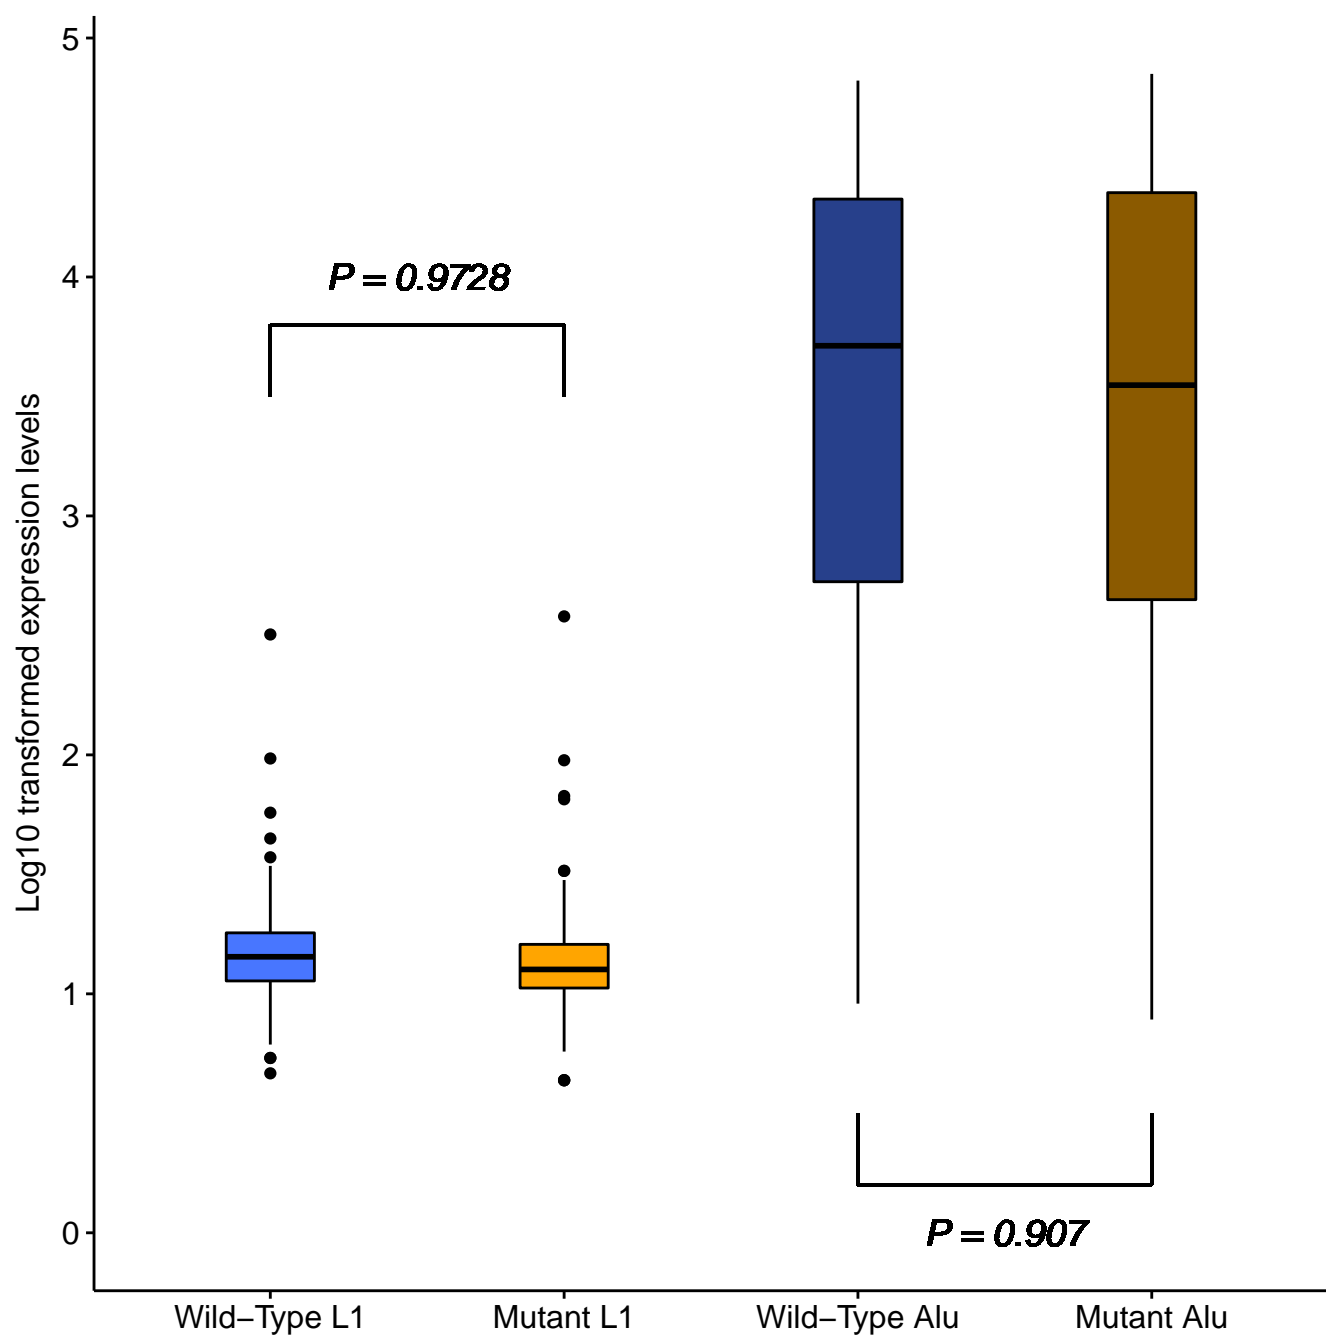 5
P = 0.9728
4
3
2
1
0
Log10 transformed expression levels
P = 0.907
Wild−Type L1
Mutant L1
Wild−Type Alu
Mutant Alu